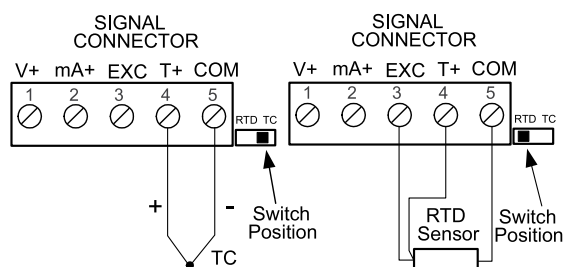 SIGNAL
CONNECTOR
V+ mA+ EXC T+ COM
1 2 3 4 5
RTD TC
+ -
Switch
Position
TC
SIGNAL
CONNECTOR
V+ mA+ EXC T+ COM
1 2 3 4 5
RTD TC
RTD
Sensor
Switch
Position